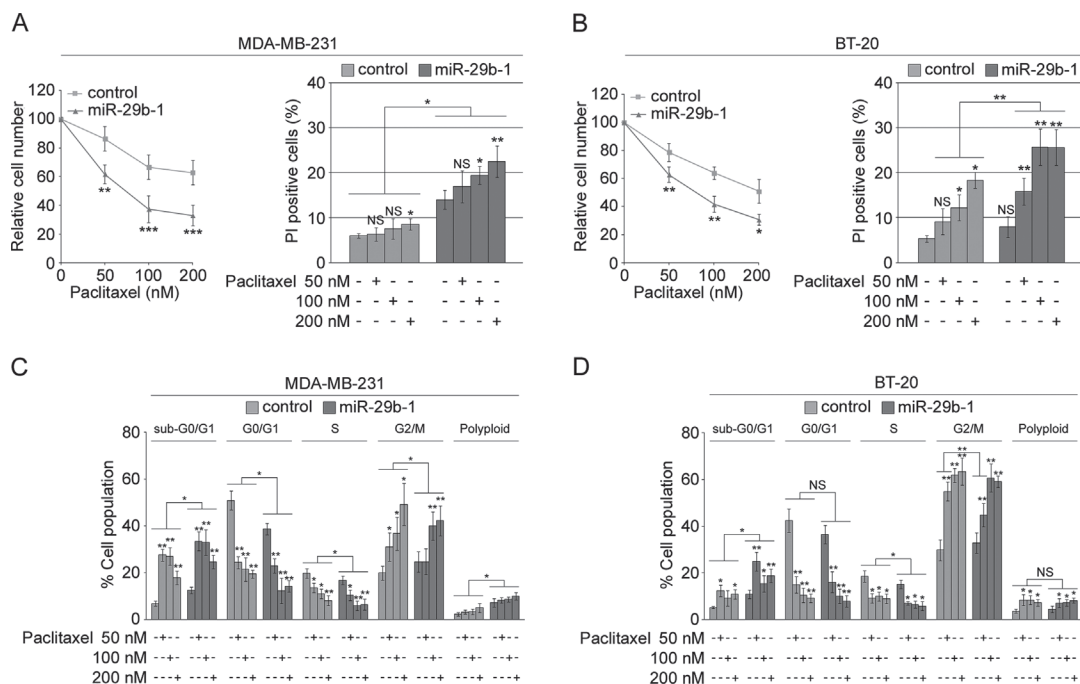 A
MDA-MB-231
control miR-29b-1
Relative cell number
120
100
80
60
40
20
0
control
miR-29b-1
**
***
***
0 50 100 200
Paclitaxel (nM)
PI positive cells (%)
40
30
20
10
0
*
NS NS * NS * **
Paclitaxel 50 nM - + - - - + - -
100 nM - - + - - - + -
200 nM - - - + - - - +
B
BT-20
control miR-29b-1
Relative cell number
120
100
80
60
40
20
0
control
miR-29b-1
**
**
*
0 50 100 200
Paclitaxel (nM)
PI positive cells (%)
40
30
20
10
0
**
NS * * NS ** ** **
Paclitaxel 50 nM - + - - - + - -
100 nM - - + - - - + -
200 nM - - - + - - - +
C
MDA-MB-231
control miR-29b-1
sub-G0/G1 G0/G1 S G2/M Polyploid
% Cell population
80
60
40
20
0
* * * * *
Paclitaxel 50 nM
100 nM
200 nM
D
BT-20
control miR-29b-1
sub-G0/G1 G0/G1 S G2/M Polyploid
% Cell population
80
60
40
20
0
* NS * ** NS
Paclitaxel 50 nM
100 nM
200 nM